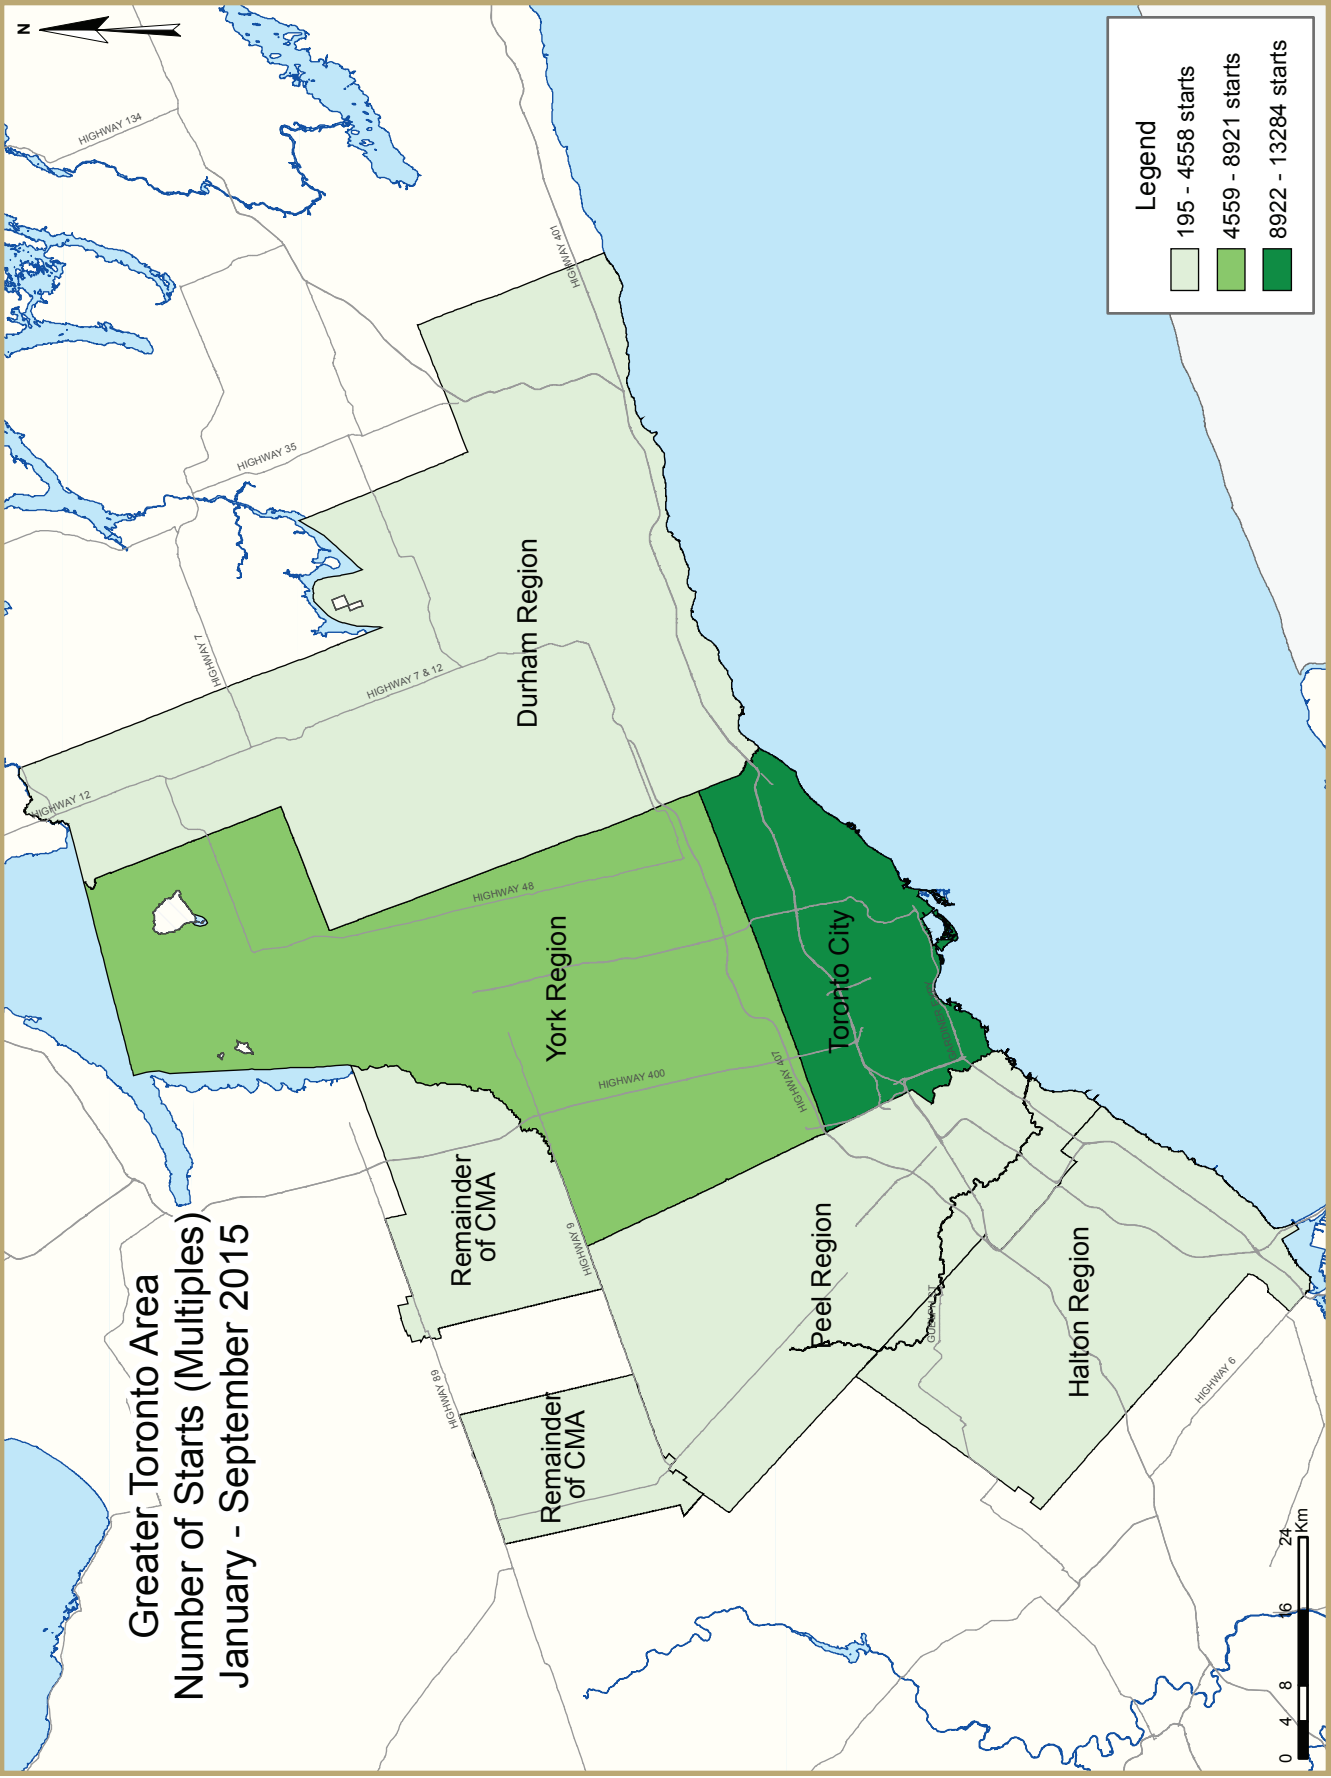 Greater Toronto Area
Number of Starts (Multiples)
January - September 2015
N
HIGHWAY 134
HIGHWAY 401
HIGHWAY 35
HIGHWAY 7
HIGHWAY 7 & 12
HIGHWAY 12
Durham Region
HIGHWAY 48
York Region
HIGHWAY 400
HIGHWAY 407
Toronto City
Remainder
of CMA
HIGHWAY 9
HIGHWAY 89
Remainder
of CMA
Peel Region
Halton Region
HIGHWAY 6
Legend
195 - 4558 starts
4559 - 8921 starts
8922 - 13284 starts
0 4 8 16 24
Km